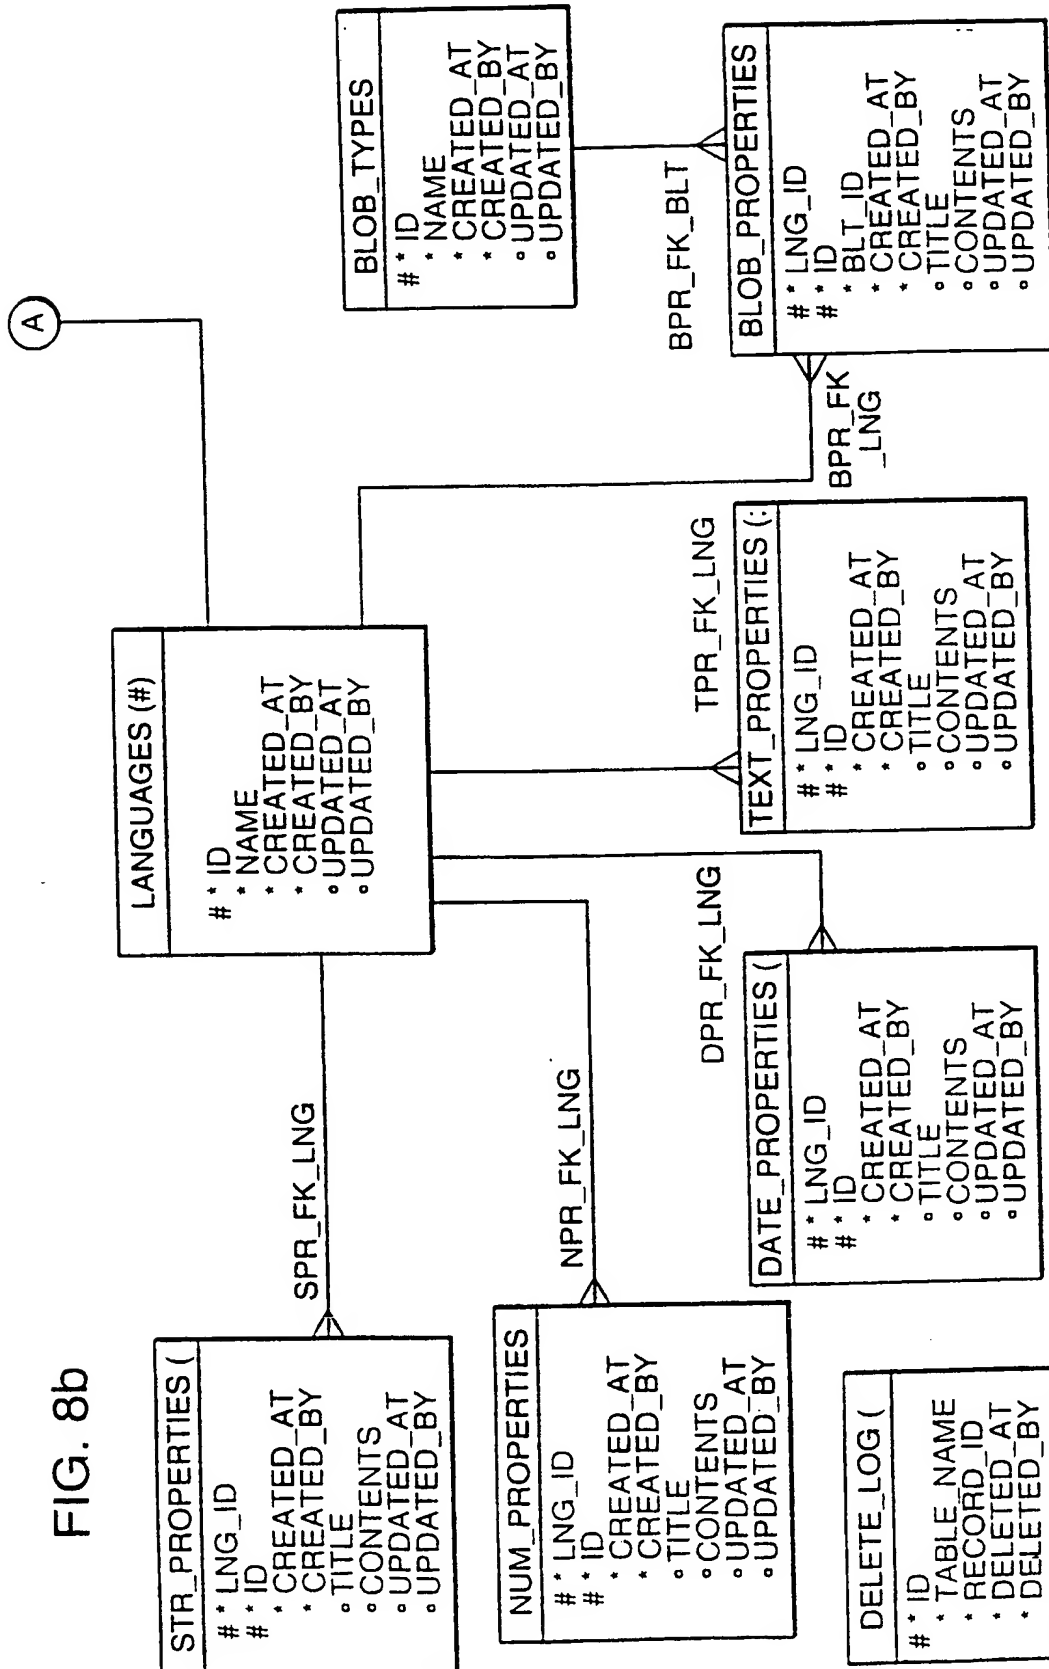 FIG. 8b
A
LANGUAGES (#)
# * ID
* NAME
* CREATED_AT
* CREATED_BY
° UPDATED_AT
° UPDATED_BY
BLOB_TYPES
# * ID
* NAME
* CREATED_AT
* CREATED_BY
° UPDATED_AT
° UPDATED_BY
STR_PROPERTIES (
# * LNG_ID
# * ID
* CREATED_AT
* CREATED_BY
° TITLE
° CONTENTS
° UPDATED_AT
° UPDATED_BY
SPR_FK_LNG
NUM_PROPERTIES
# * LNG_ID
# * ID
* CREATED_AT
* CREATED_BY
° TITLE
° CONTENTS
° UPDATED_AT
° UPDATED_BY
NPR_FK_LNG
DATE_PROPERTIES (
# * LNG_ID
# * ID
* CREATED_AT
* CREATED_BY
° TITLE
° CONTENTS
° UPDATED_AT
° UPDATED_BY
DPR_FK_LNG
TEXT_PROPERTIES (:
# * LNG_ID
# * ID
* CREATED_AT
* CREATED_BY
° TITLE
° CONTENTS
° UPDATED_AT
° UPDATED_BY
TPR_FK_LNG
BLOB_PROPERTIES
# * LNG_ID
# * ID
* BLT_ID
* CREATED_AT
* CREATED_BY
° TITLE
° CONTENTS
° UPDATED_AT
° UPDATED_BY
BPR_FK
_LNG
BPR_FK_BLT
DELETE_LOG (
# * ID
* TABLE_NAME
* RECORD_ID
* DELETED_AT
* DELETED_BY